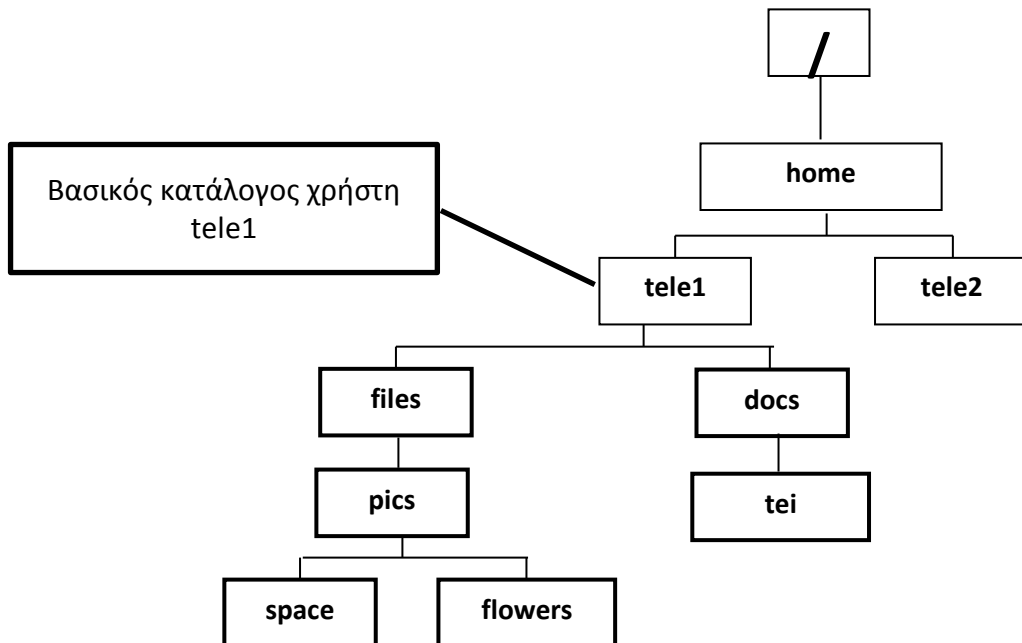 /
home
Βασικός κατάλογος χρήστη
tele1
tele1
tele2
files
docs
pics
tei
space
flowers